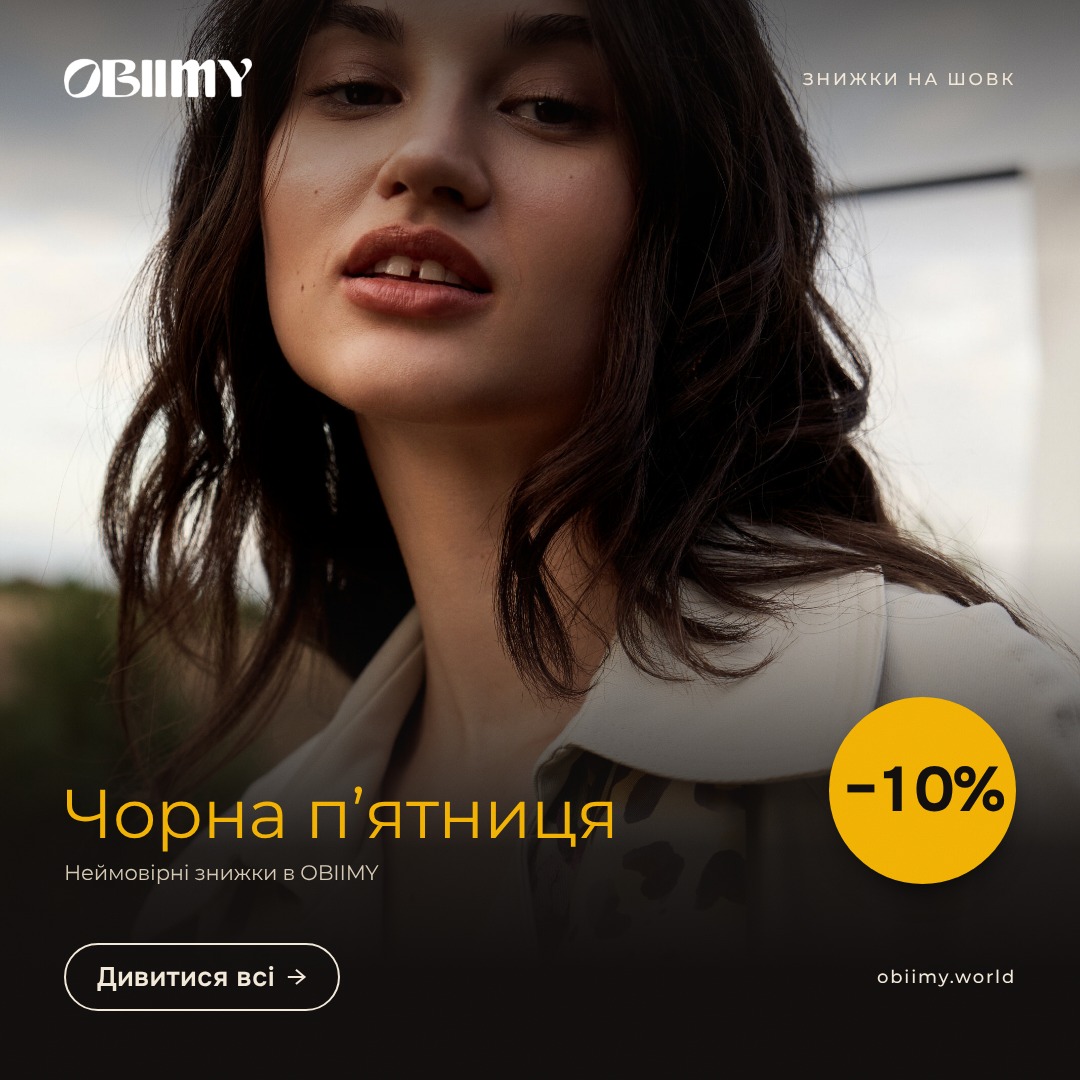 OBIIMY
ЗНИЖКИ НА ШОВК
Чорна п’ятниця
Неймовірні знижки в OBIIMY
−10%
Дивитися всі →
obiimy.world